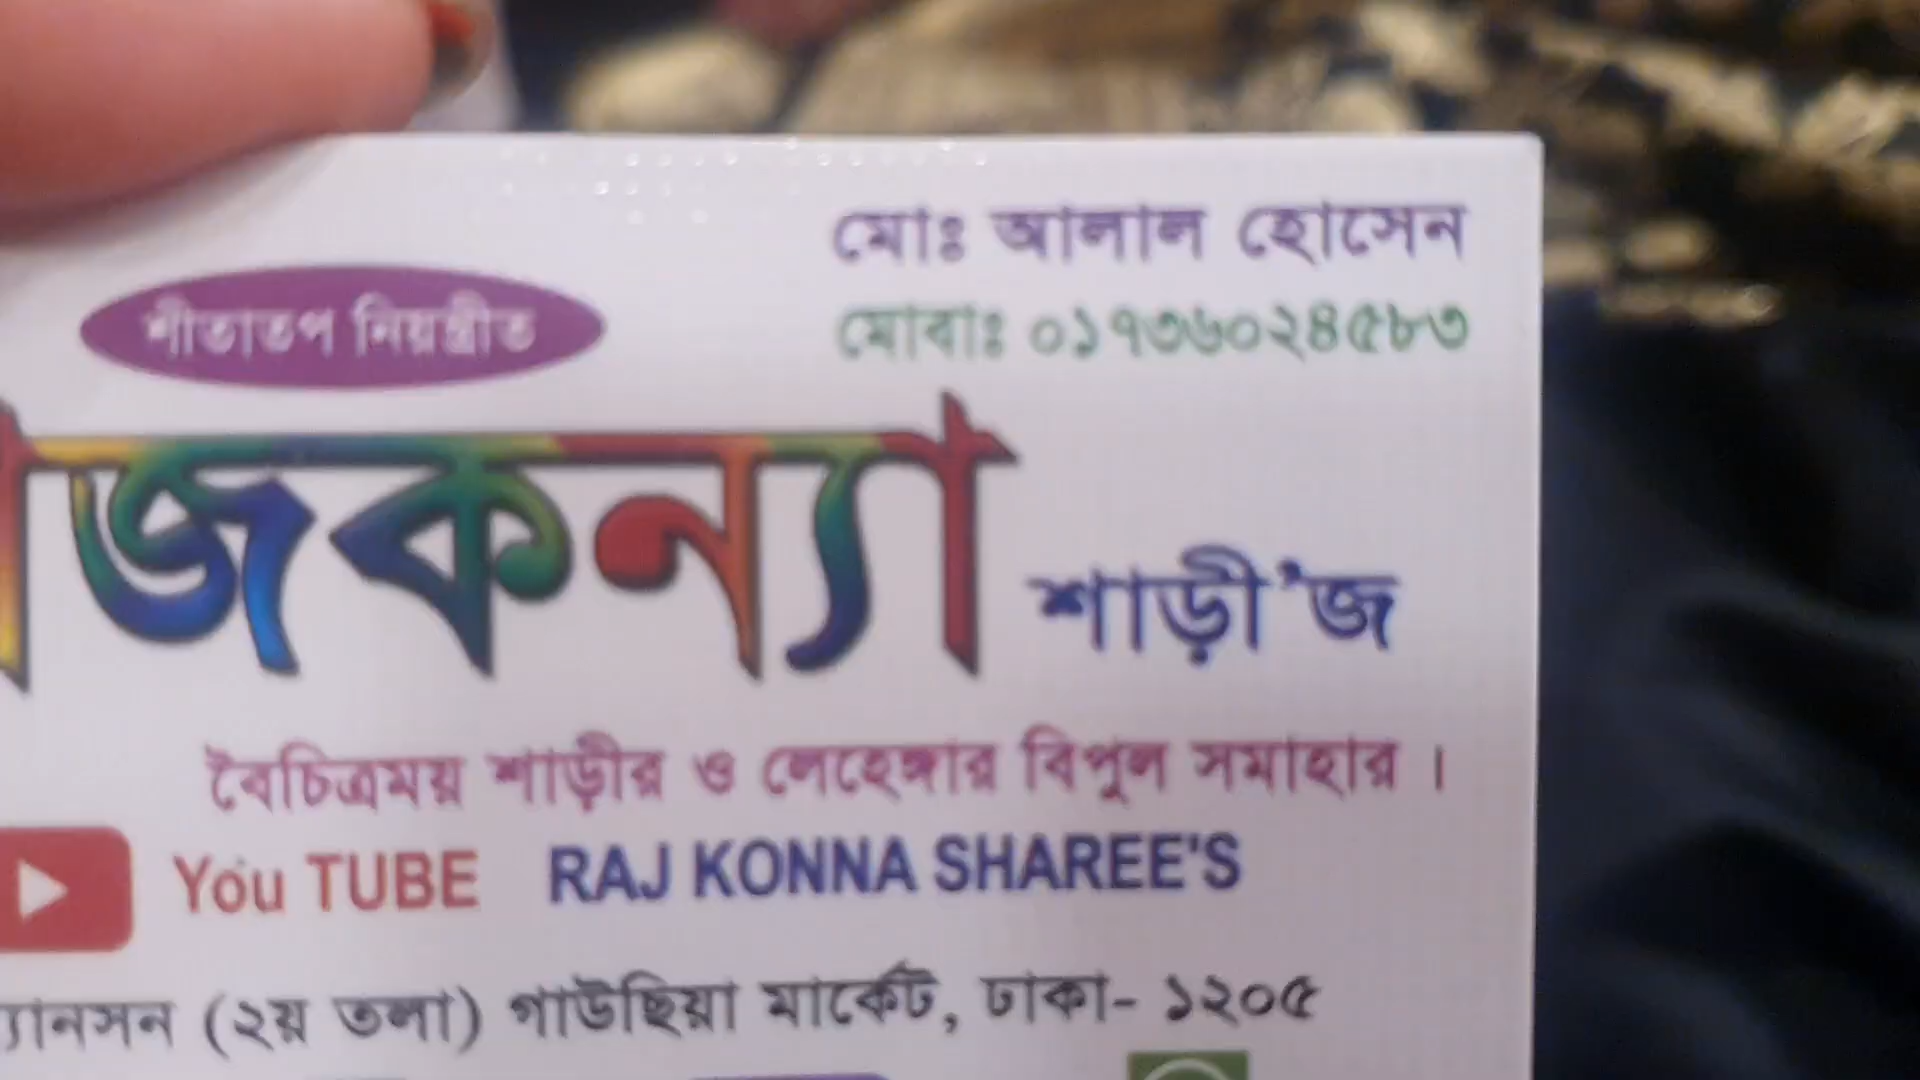 মোঃ আলাল হোসেন
শীতাতপ নিয়ন্ত্রীত
মোবাঃ ০১৭৩৬০২৪৫৮৩
াজকন্যা শাড়ী’জ
বৈচিত্রময় শাড়ীর ও লেহেঙ্গার বিপুল সমাহার।
You TUBE RAJ KONNA SHAREE'S
্যানসন (২য় তলা) গাউছিয়া মার্কেট, ঢাকা- ১২০৫